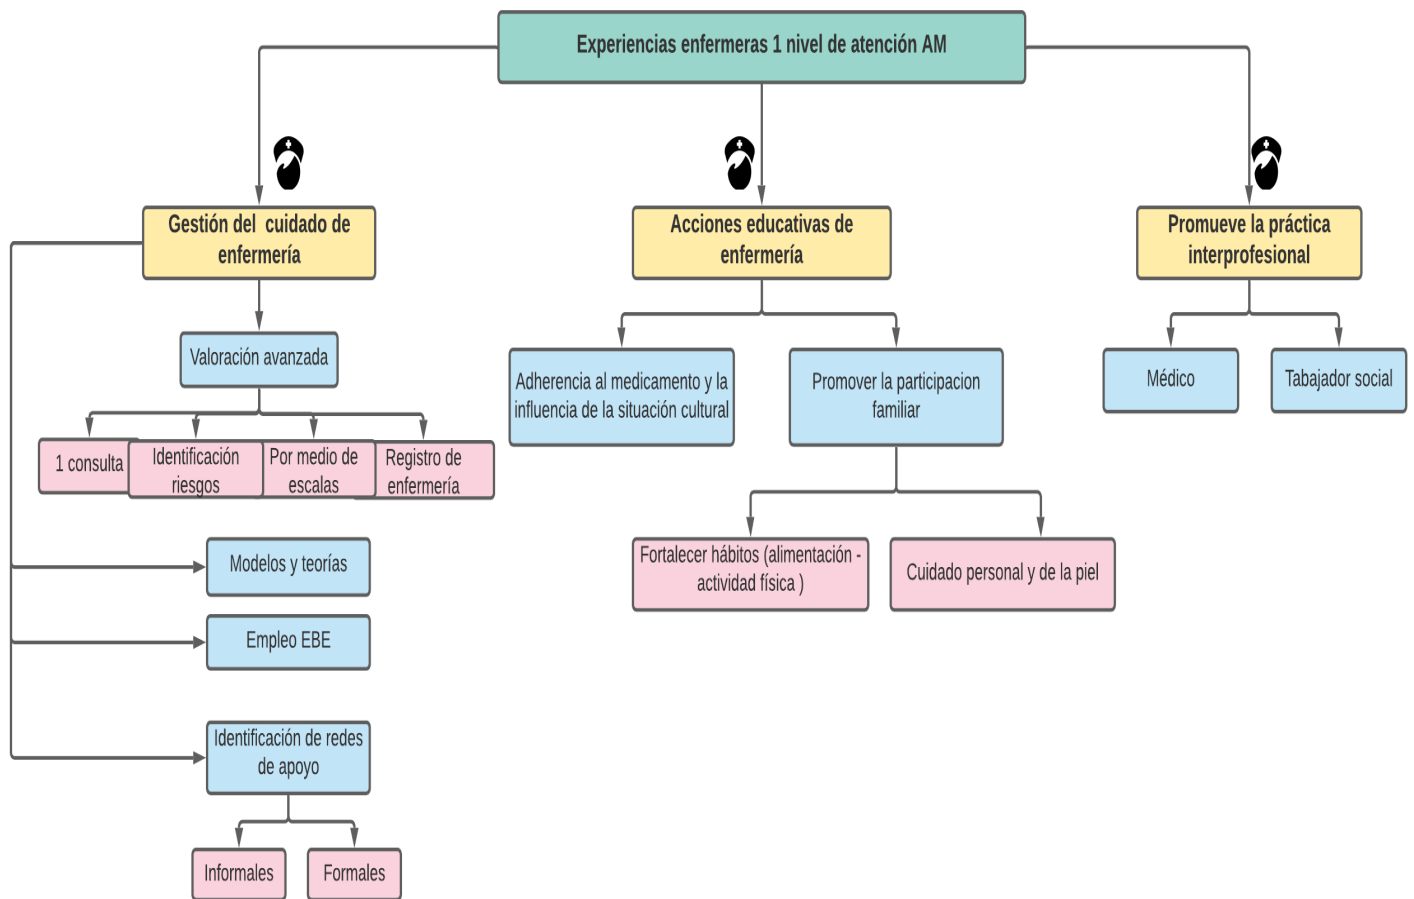 Experiencias enfermeras 1 nivel de atención AM
Gestión del cuidado de
enfermería
Acciones educativas de
enfermería
Promueve la práctica
interprofesional
Valoración avanzada
Adherencia al medicamento y la
influencia de la situación cultural
Promover la participacion
familiar
Médico
Tabajador social
1 consulta
Identificación
riesgos
Por medio de
escalas
Registro de
enfermería
Modelos y teorías
Fortalecer hábitos (alimentación -
actividad física )
Cuidado personal y de la piel
Empleo EBE
Identificación de redes
de apoyo
Informales
Formales